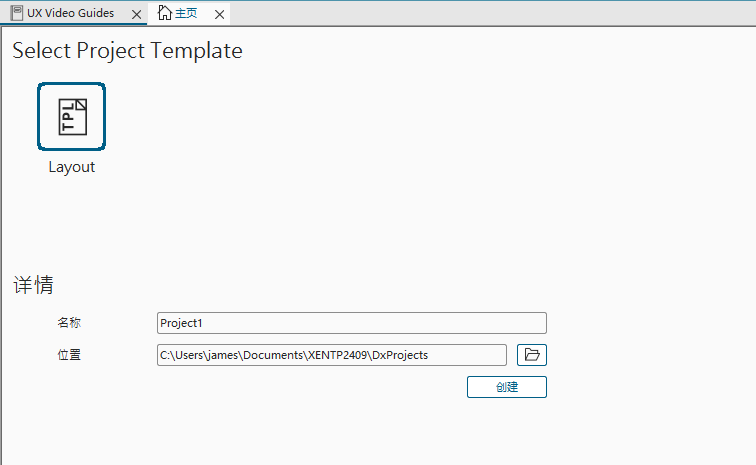 UX Video Guides 主页
Select Project Template
TPL
Layout
详情
名称 Project1
位置 C:\Users\james\Documents\XENTP2409\DxProjects
创建